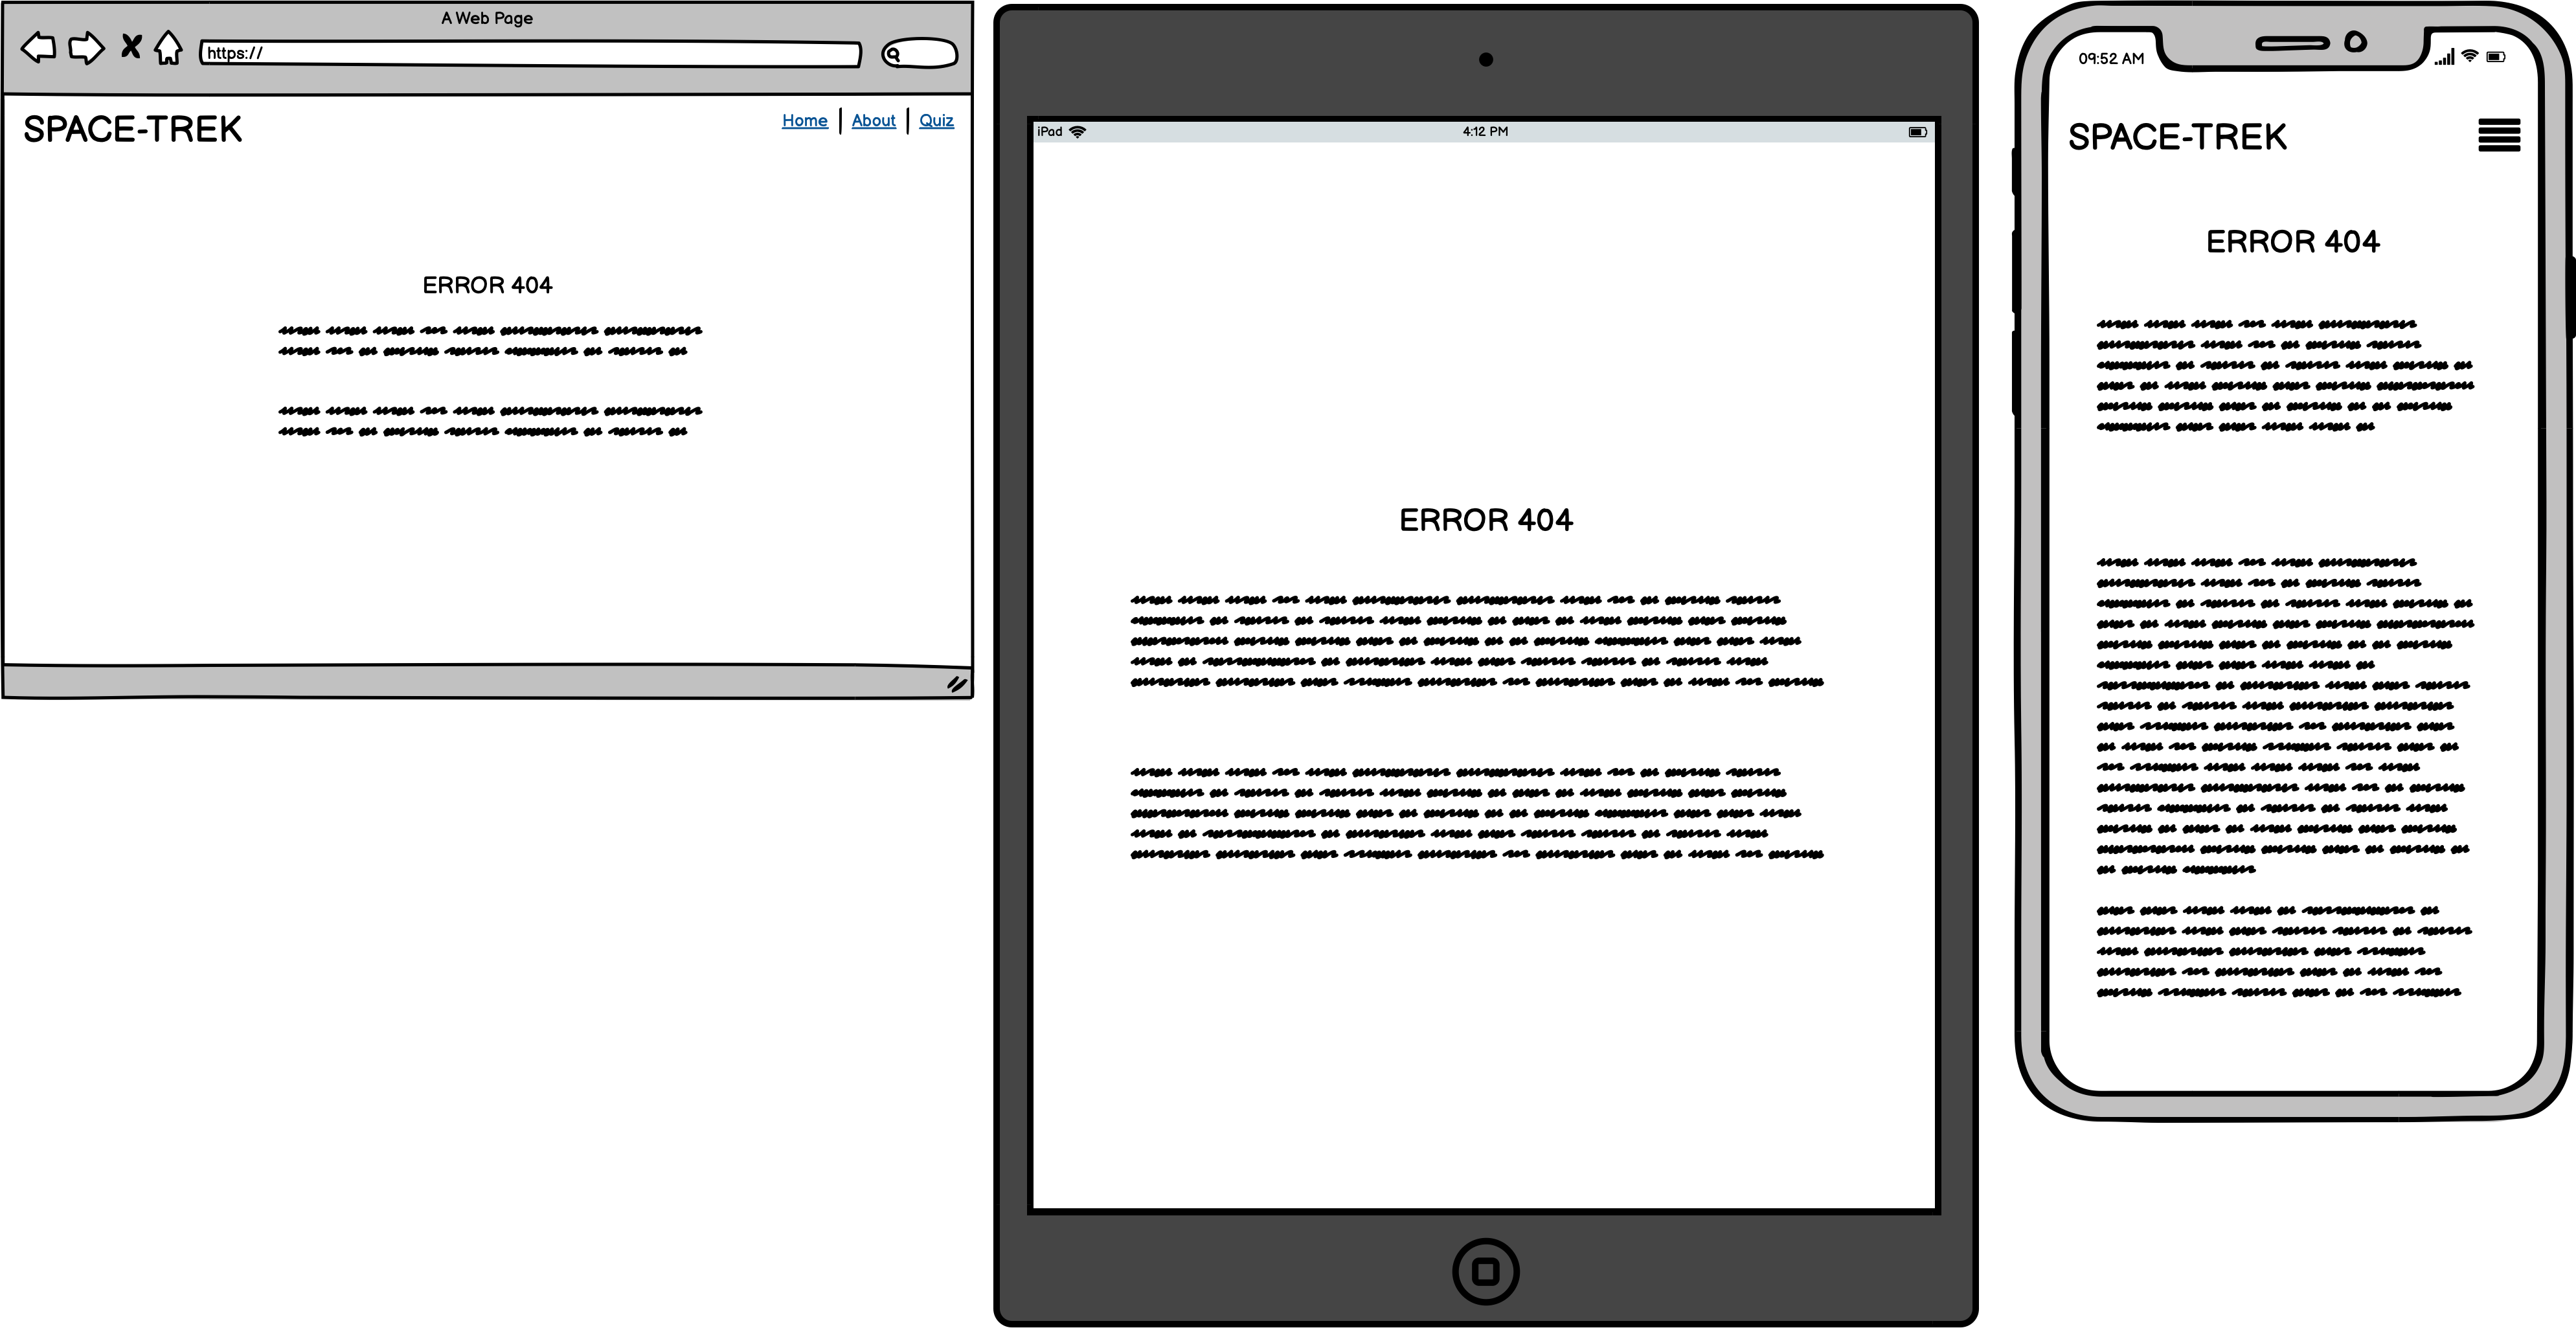 A Web Page
https://
SPACE-TREK
Home
About
Quiz
ERROR 404
iPad
4:12 PM
ERROR 404
09:52 AM
SPACE-TREK
ERROR 404